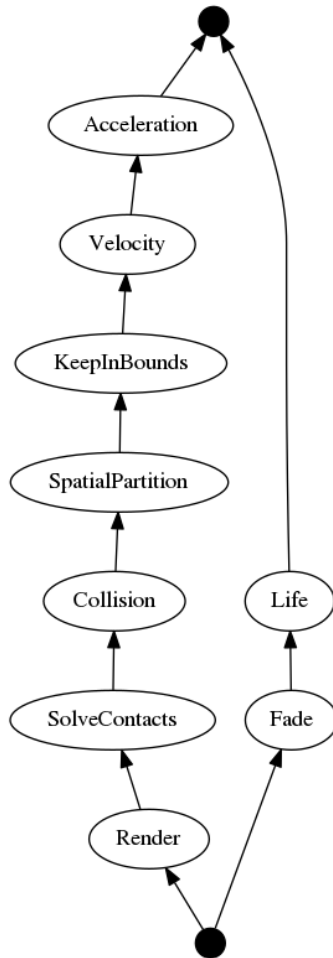 Acceleration
Velocity
KeepInBounds
SpatialPartition
Collision
Life
SolveContacts
Fade
Render